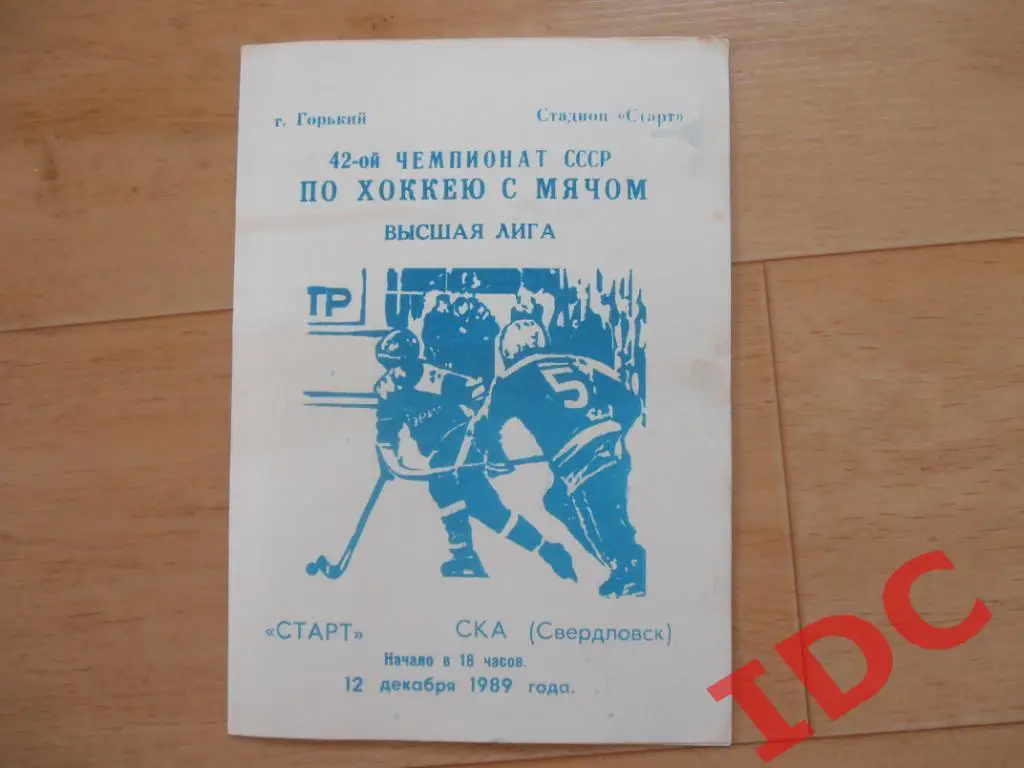 г. Горький Стадион «Старт»
42-ой ЧЕМПИОНАТ СССР
ПО ХОККЕЮ С МЯЧОМ
ВЫСШАЯ ЛИГА
ТР
5
«СТАРТ» СКА (Свердловск)
Начало в 18 часов.
12 декабря 1989 года.
IDC